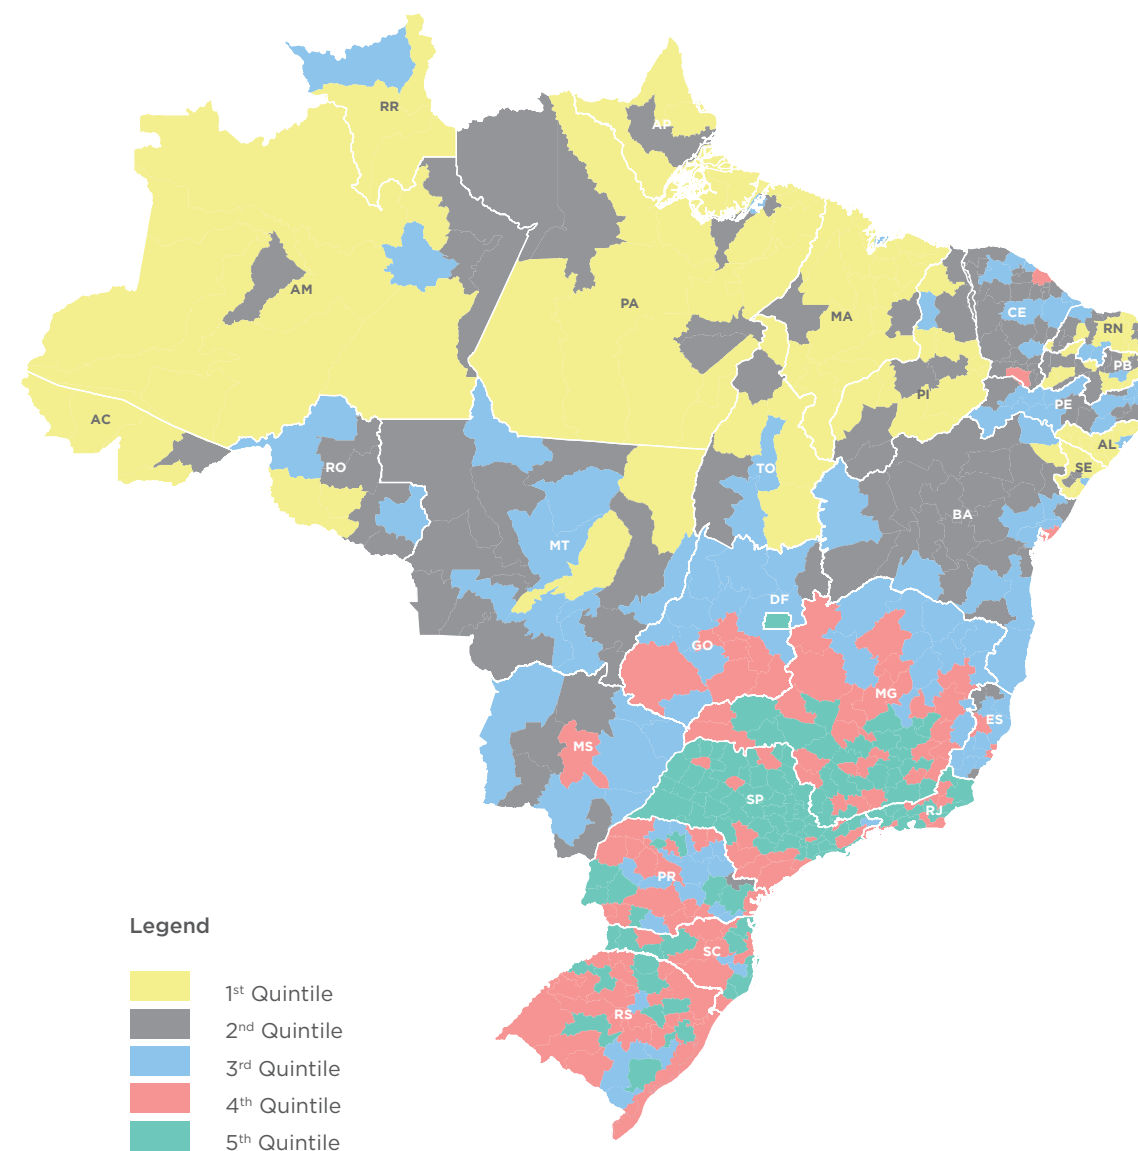 RR
AP
AM
PA
MA
CE
RN
PB
PI
PE
AC
AL
RO
TO
SE
BA
MT
DF
GO
MG
ES
MS
SP
RJ
PR
SC
RS
Legend
1st Quintile
2nd Quintile
3rd Quintile
4th Quintile
5th Quintile